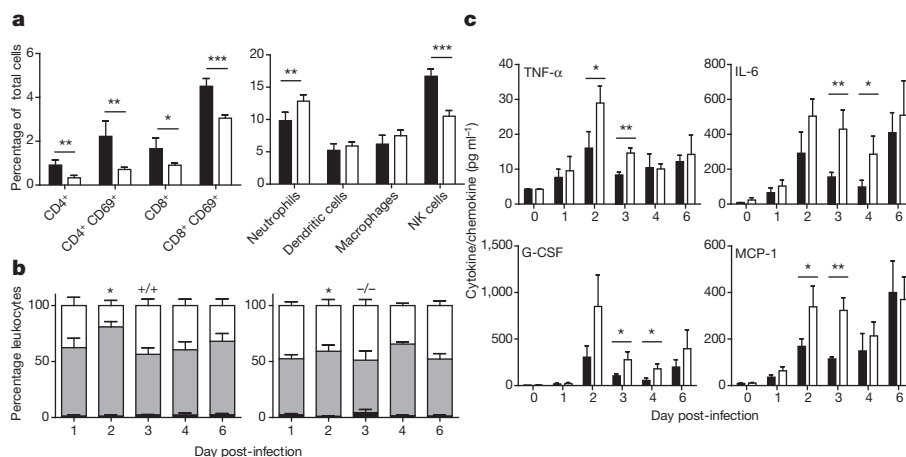 a
Percentage of total cells
6
4
2
0
**
**
*
***
CD4+
CD4+ CD69+
CD8+
CD8+ CD69+
20
15
10
5
0
**
***
Neutrophils
Dendritic cells
Macrophages
NK cells
b
Percentage leukocytes
100
50
0
*
+/+
1 2 3 4 6
100
50
0
*
–/–
1 2 3 4 6
Day post-infection
c
Cytokine/chemokine (pg ml–1)
TNF-α
40
30
20
10
0
*
**
0 1 2 3 4 6
IL-6
800
600
400
200
0
**
*
0 1 2 3 4 6
G-CSF
1,500
1,000
500
0
*
*
0 1 2 3 4 6
MCP-1
600
400
200
0
*
**
0 1 2 3 4 6
Day post-infection